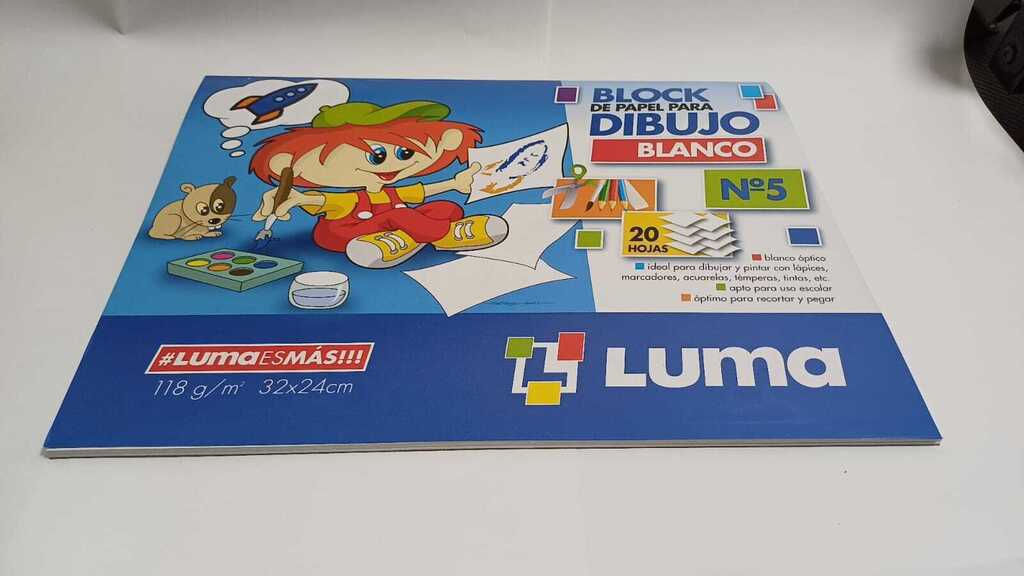 BLOCK
DE PAPEL PARA
DIBUJO
BLANCO
Nº5
20
HOJAS
blanco óptico
ideal para dibujar y pintar con lápices,
marcadores, acuarelas, témperas, tintas, etc.
apto para uso escolar
óptimo para recortar y pegar
#LumaESMÁS!!!
118 g/m² 32x24cm
Luma